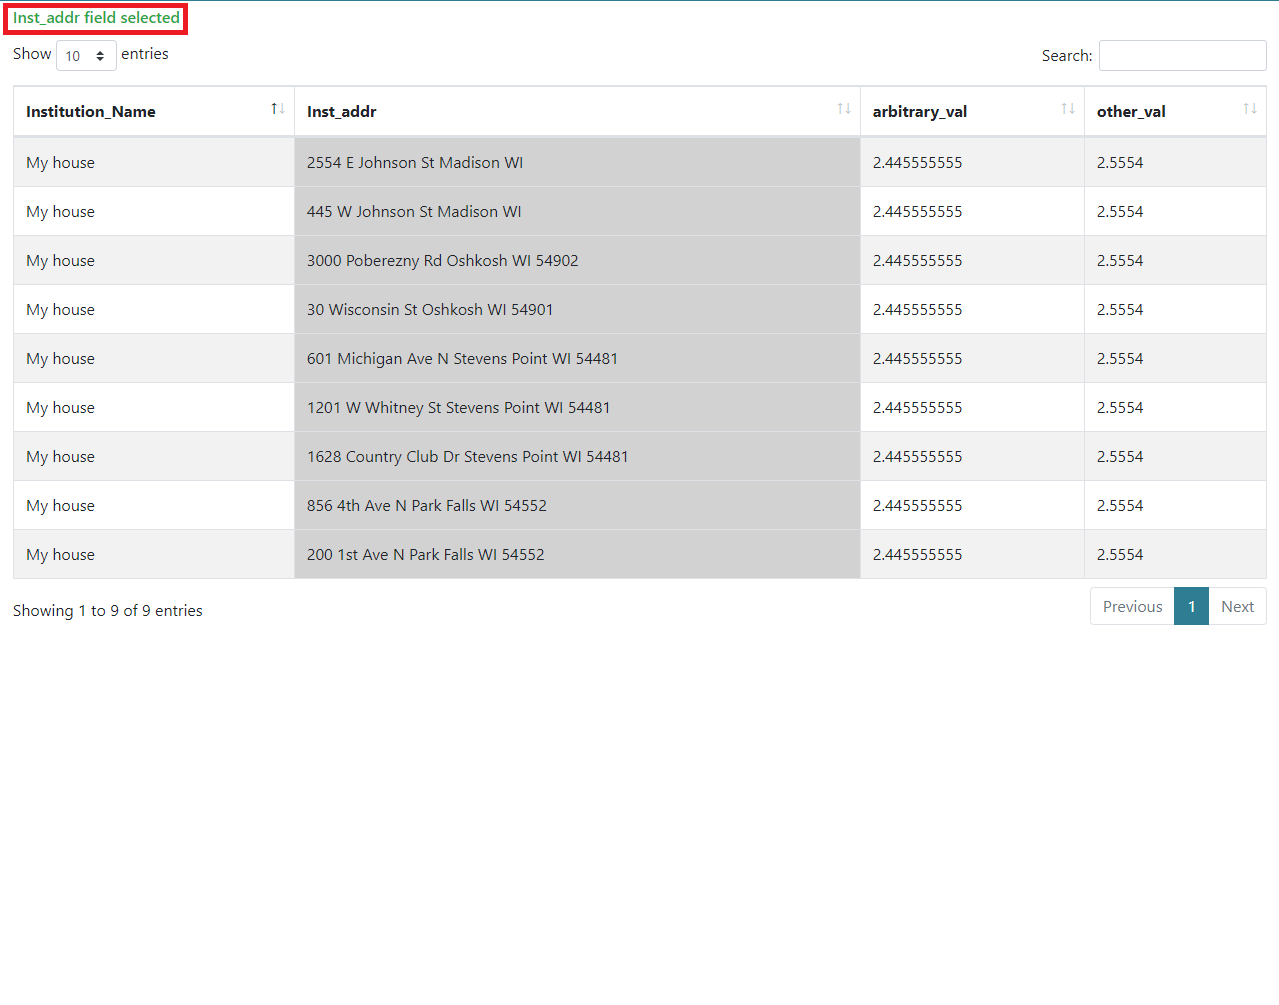 Inst_addr field selected
Show 10 entries Search:
Institution_Name Inst_addr arbitrary_val other_val
My house 2554 E Johnson St Madison WI 2.445555555 2.5554
My house 445 W Johnson St Madison WI 2.445555555 2.5554
My house 3000 Poberezny Rd Oshkosh WI 54902 2.445555555 2.5554
My house 30 Wisconsin St Oshkosh WI 54901 2.445555555 2.5554
My house 601 Michigan Ave N Stevens Point WI 54481 2.445555555 2.5554
My house 1201 W Whitney St Stevens Point WI 54481 2.445555555 2.5554
My house 1628 Country Club Dr Stevens Point WI 54481 2.445555555 2.5554
My house 856 4th Ave N Park Falls WI 54552 2.445555555 2.5554
My house 200 1st Ave N Park Falls WI 54552 2.445555555 2.5554
Showing 1 to 9 of 9 entries Previous 1 Next